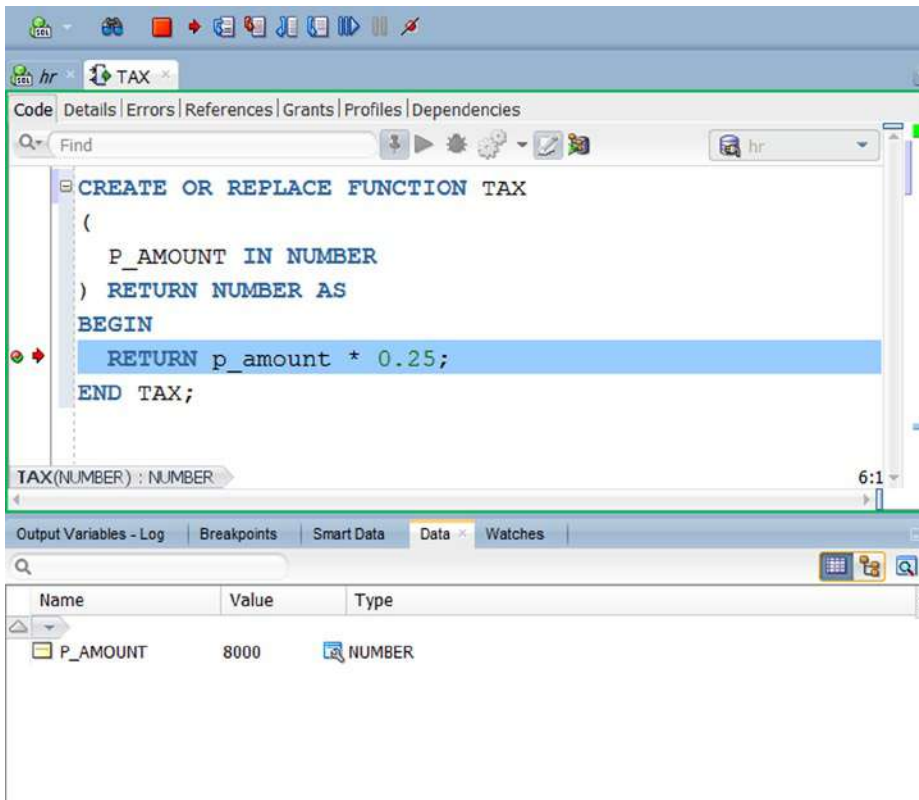 hr TAX
Code Details Errors References Grants Profiles Dependencies
Find hr
CREATE OR REPLACE FUNCTION TAX
(
P_AMOUNT IN NUMBER
) RETURN NUMBER AS
BEGIN
RETURN p_amount * 0.25;
END TAX;
TAX(NUMBER) : NUMBER 6:1
Output Variables - Log Breakpoints Smart Data Data Watches
Name Value Type
P_AMOUNT 8000 NUMBER